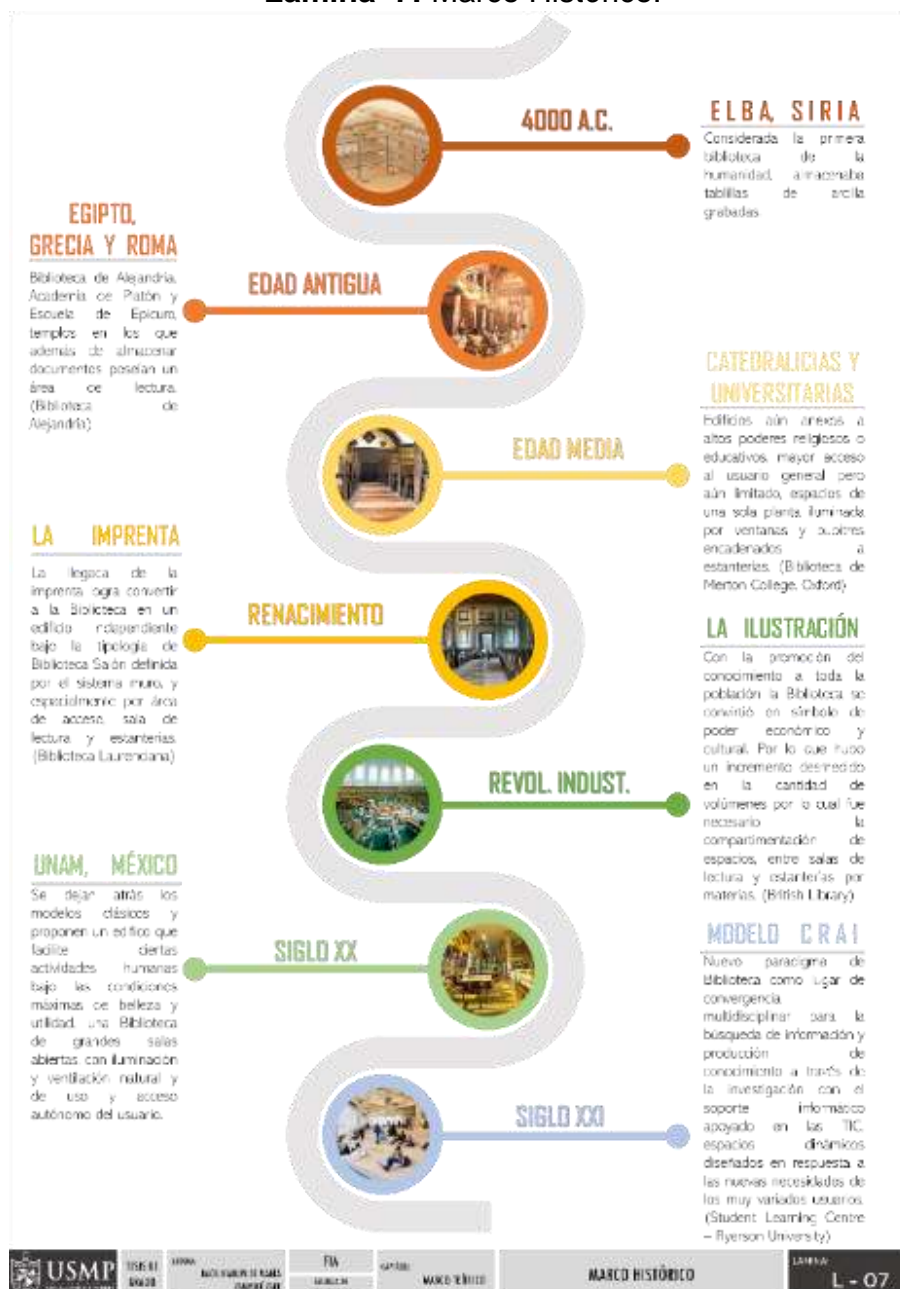 Marco Histórico.
4000 A.C.
ELBA, SIRIA
Considerada la primera
biblioteca de la
humanidad, almacenaba
tablillas de arcilla
grabadas
EGIPTO,
GRECIA Y ROMA
Biblioteca de Alejandría,
Academia de Platón y
Escuela de Epicuro,
templos en los que
además de almacenar
documentos poseían un
área de lectura.
(Biblioteca de
Alejandría)
EDAD ANTIGUA
CATEDRALICIAS Y
UNIVERSITARIAS
Edificios aún anexos a
altos poderes religiosos o
educativos, mayor acceso
al usuario general pero
aún limitado, espacios de
una sola planta iluminada
por ventanas y pupitres
encadenados a
estanterías. (Biblioteca de
Merton College, Oxford)
EDAD MEDIA
LA IMPRENTA
La llegada de la
imprenta logra convertir
a la Biblioteca en un
edificio independiente
bajo la tipología de
Biblioteca Salón definida
por el sistema muro, y
espacialmente por área
de acceso, sala de
lectura y estanterías.
(Biblioteca Laurenciana)
RENACIMIENTO
LA ILUSTRACIÓN
Con la promoción del
conocimiento a toda la
población la Biblioteca se
convirtió en símbolo de
poder económico y
cultural. Por lo que hubo
un incremento desmedido
en la cantidad de
volúmenes por lo cual fue
necesario la
compartimentación de
espacios, entre salas de
lectura y estanterías por
materias. (British Library)
REVOL. INDUST.
UNAM, MÉXICO
Se dejan atrás los
modelos clásicos y
proponen un edifico que
facilite ciertas
actividades humanas
bajo las condiciones
máximas de belleza y
utilidad, una Biblioteca
de grandes salas
abiertas con iluminación
y ventilación natural y
de uso y acceso
autónomo del usuario.
SIGLO XX
MODELO CRAI
Nuevo paradigma de
Biblioteca como lugar de
convergencia
multidisciplinar para la
búsqueda de información y
producción de
conocimiento a través de
la investigación con el
soporte informático
apoyado en las TIC,
espacios dinámicos
diseñados en respuesta a
las nuevas necesidades de
los muy variados usuarios.
(Student Learning Centre
– Ryerson University)
SIGLO XXI
USMP
FIA
MARCO TEÓRICO
MARCO HISTÓRICO
LAMINA:
L - 07